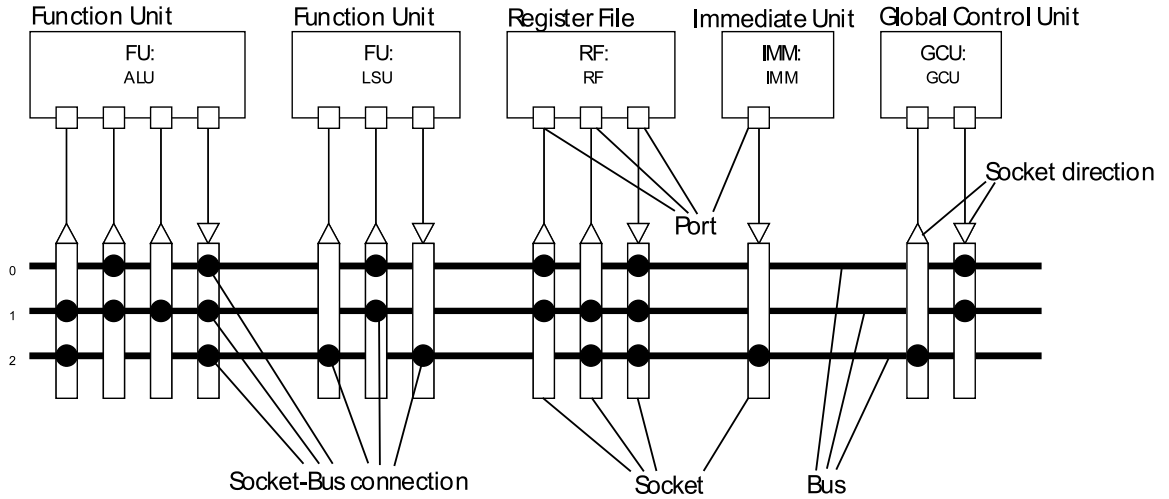 Function Unit
Function Unit
Register File
Immediate Unit
Global Control Unit
FU:
ALU
FU:
LSU
RF:
RF
IMM:
IMM
GCU:
GCU
Socket direction
Port
0
1
2
Socket-Bus connection
Socket
Bus